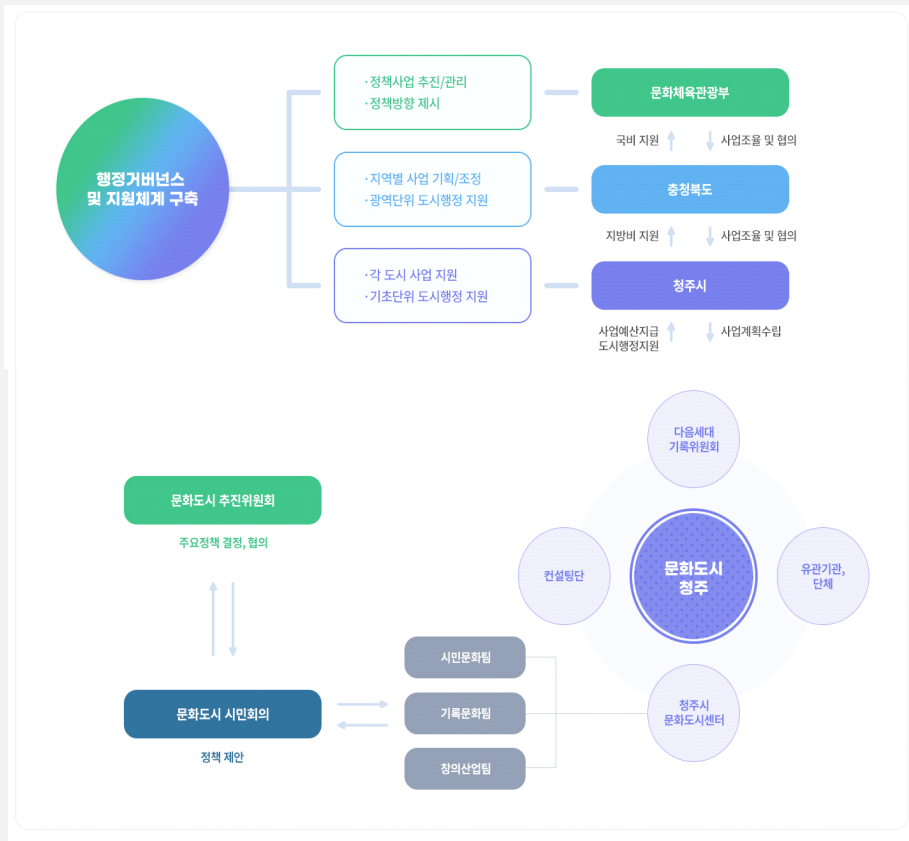 행정거버넌스
및 지원체계 구축
·정책사업 추진/관리
·정책방향 제시
문화체육관광부
국비 지원
사업조율 및 협의
·지역별 사업 기획/조정
·광역단위 도시행정 지원
충청북도
지방비 지원
사업조율 및 협의
·각 도시 사업 지원
·기초단위 도시행정 지원
청주시
사업예산지급
도시행정지원
사업계획수립
문화도시 추진위원회
주요정책 결정, 협의
문화도시 시민회의
정책 제안
시민문화팀
기록문화팀
창의산업팀
다음세대
기록위원회
컨설팅단
문화도시
청주
유관기관,
단체
청주시
문화도시센터